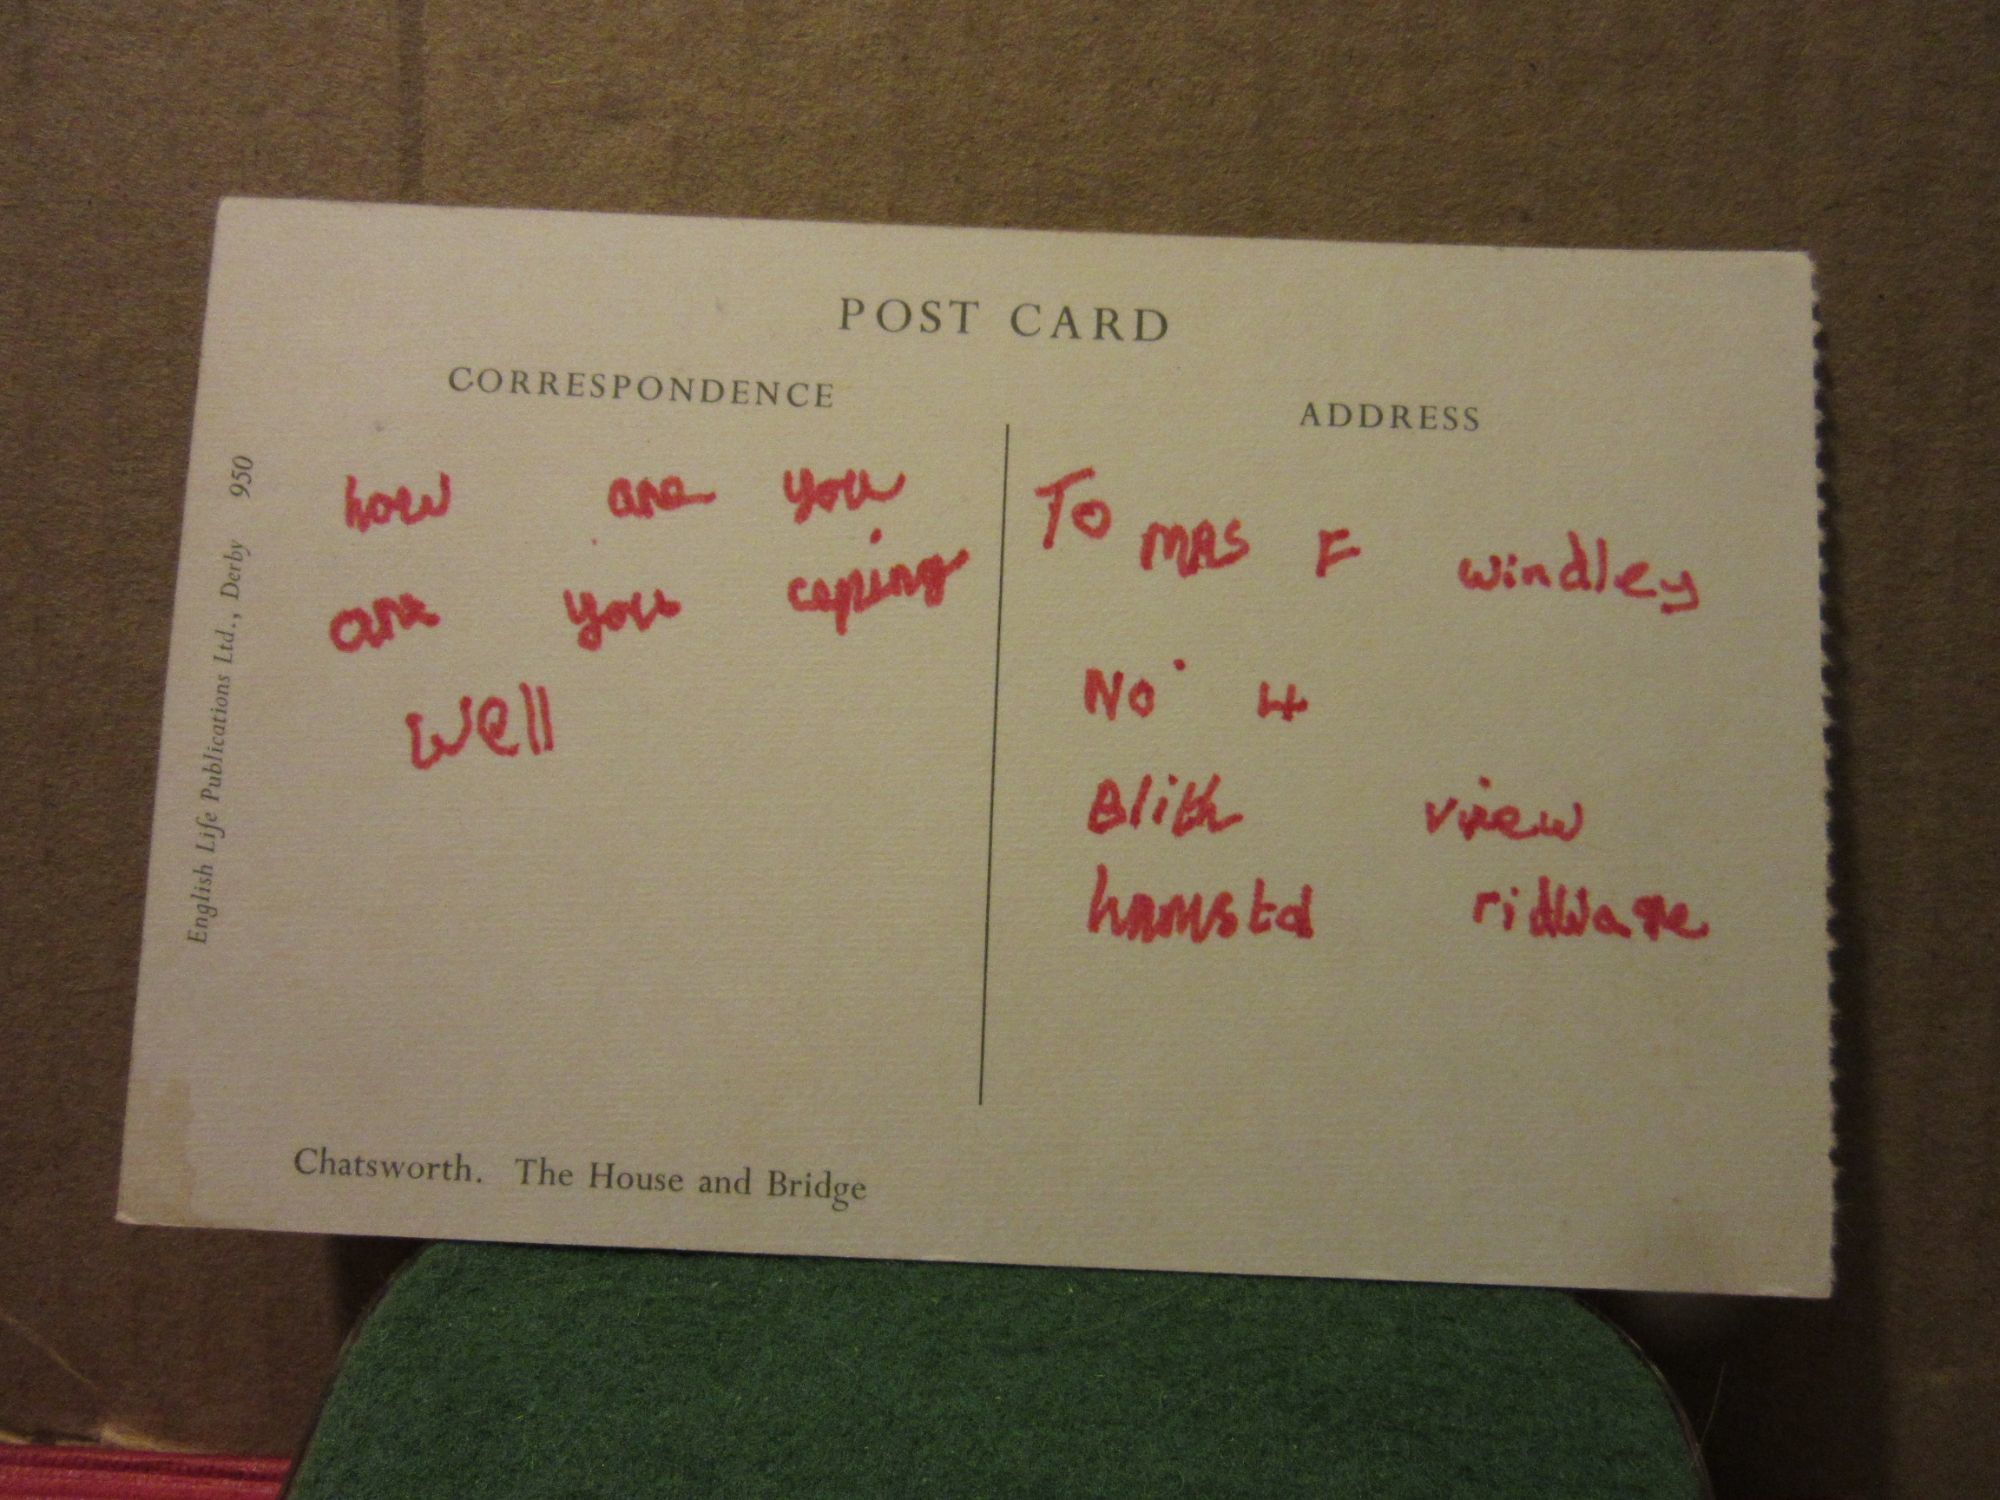 POST CARD
CORRESPONDENCE
how are you
are you coping
well
ADDRESS
To MRS F windley
No 4
Blith view
hamstd ridware
English Life Publications Ltd., Derby 950
Chatsworth. The House and Bridge